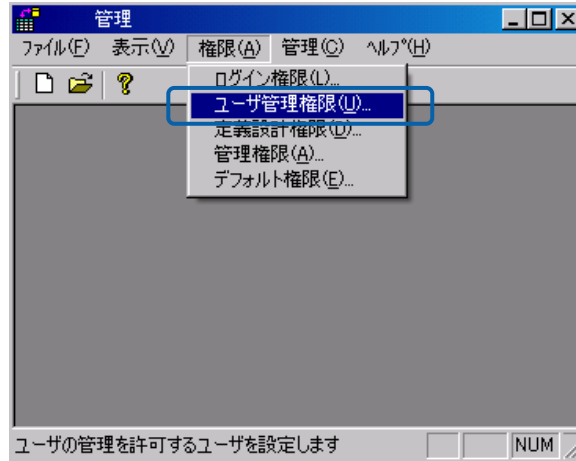 管理
ファイル(F) 表示(V) 権限(A) 管理(C) ヘルプ(H)
ログイン権限(L)...
ユーザ管理権限(U)...
定義設計権限(D)...
管理権限(A)...
デフォルト権限(E)...
ユーザの管理を許可するユーザを設定します NUM